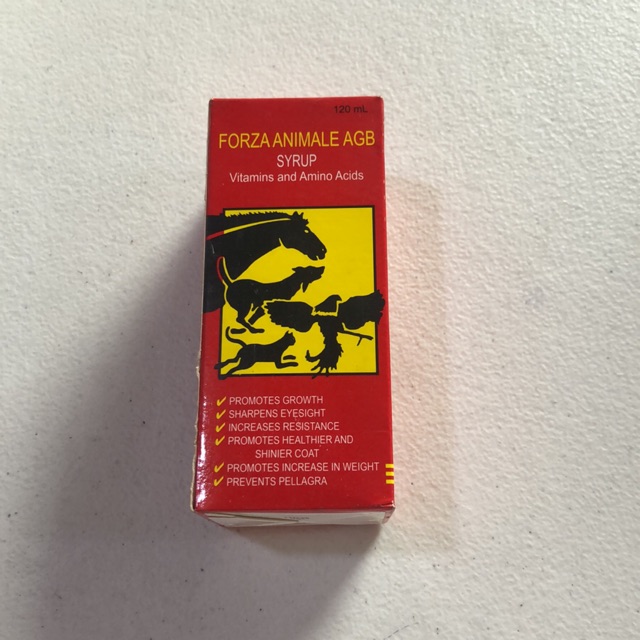 120 mL
FORZA ANIMALE AGB
SYRUP
Vitamins and Amino Acids
PROMOTES GROWTH
SHARPENS EYESIGHT
INCREASES RESISTANCE
PROMOTES HEALTHIER AND
SHINIER COAT
PROMOTES INCREASE IN WEIGHT
PREVENTS PELLAGRA